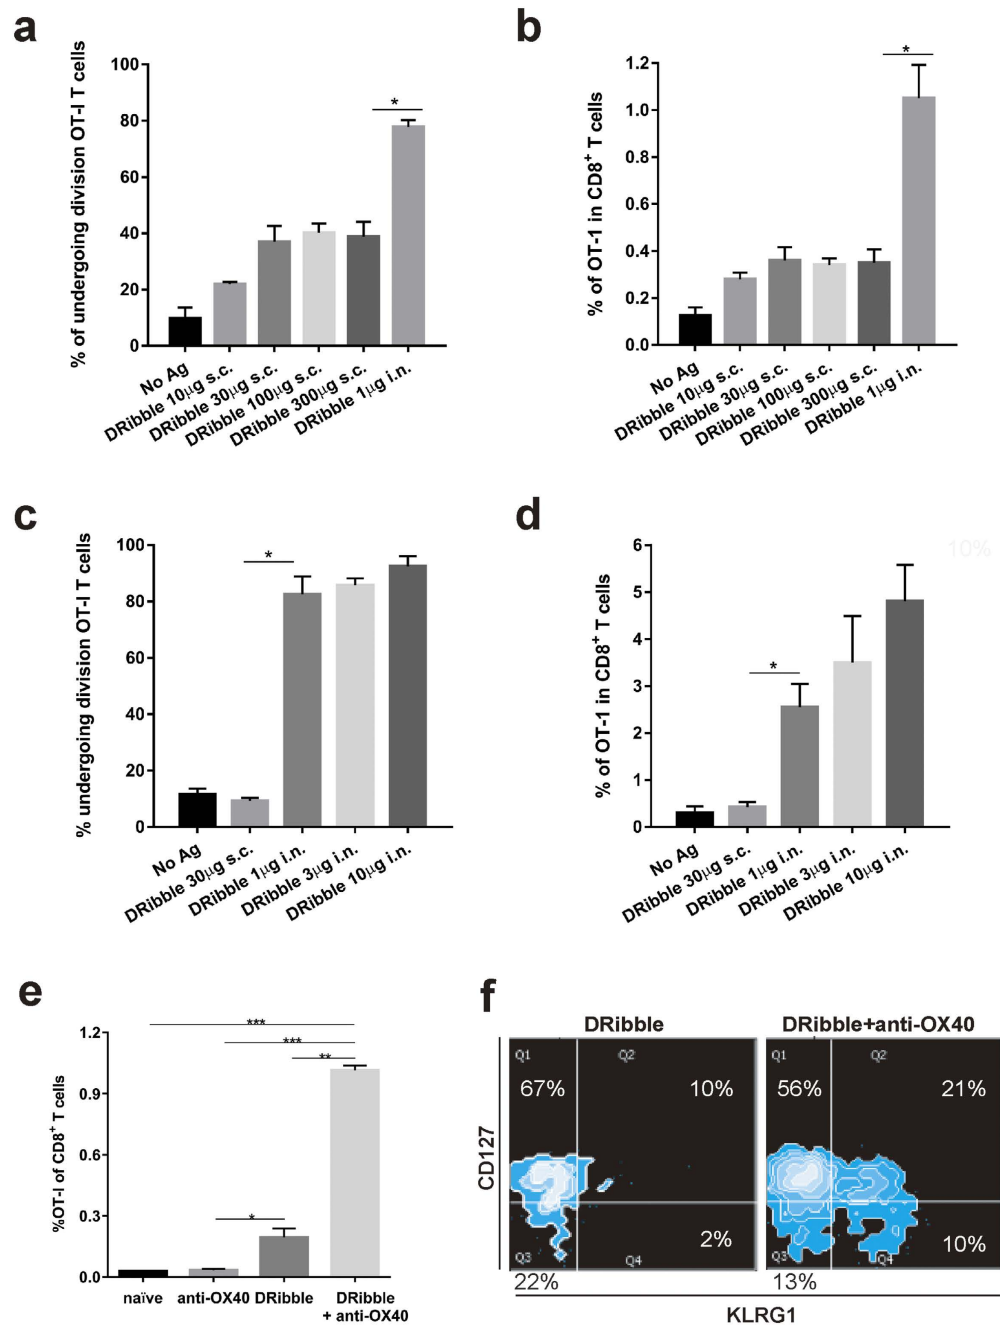 a
% of undergoing division OT-I T cells
100
80
60
40
20
0
*
No Ag
DRibble 10μg s.c.
DRibble 30μg s.c.
DRibble 100μg s.c.
DRibble 300μg s.c.
DRibble 1μg i.n.
b
% of OT-1 in CD8+ T cells
1.2
1.0
0.8
0.6
0.4
0.2
0.0
*
No Ag
DRibble 10μg s.c.
DRibble 30μg s.c.
DRibble 100μg s.c.
DRibble 300μg s.c.
DRibble 1μg i.n.
c
% undergoing division OT-I T cells
100
80
60
40
20
0
*
No Ag
DRibble 30μg s.c.
DRibble 1μg i.n.
DRibble 3μg i.n.
DRibble 10μg i.n.
d
% of OT-1 in CD8+ T cells
6
5
4
3
2
1
0
*
10%
No Ag
DRibble 30μg s.c.
DRibble 1μg i.n.
DRibble 3μg i.n.
DRibble 10μg i.n.
e
%OT-I of CD8+ T cells
1.2
0.9
0.6
0.3
0.0
***
***
**
*
naïve
anti-OX40
DRibble
DRibble
+ anti-OX40
f
DRibble
Q1
Q2
67%
10%
2%
Q3
Q4
22%
DRibble+anti-OX40
Q1
Q2
56%
21%
10%
Q3
Q4
13%
CD127
KLRG1